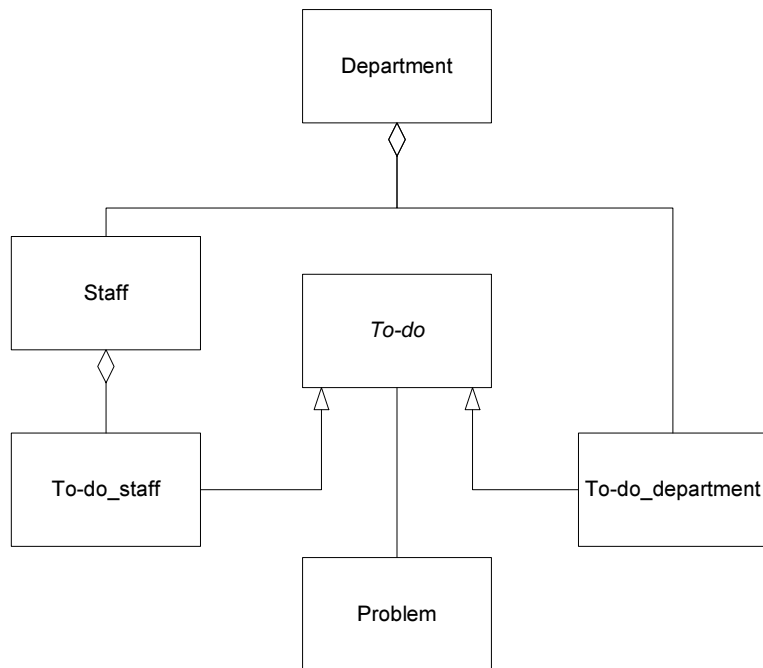 Department
Staff
To-do
To-do_staff
To-do_department
Problem